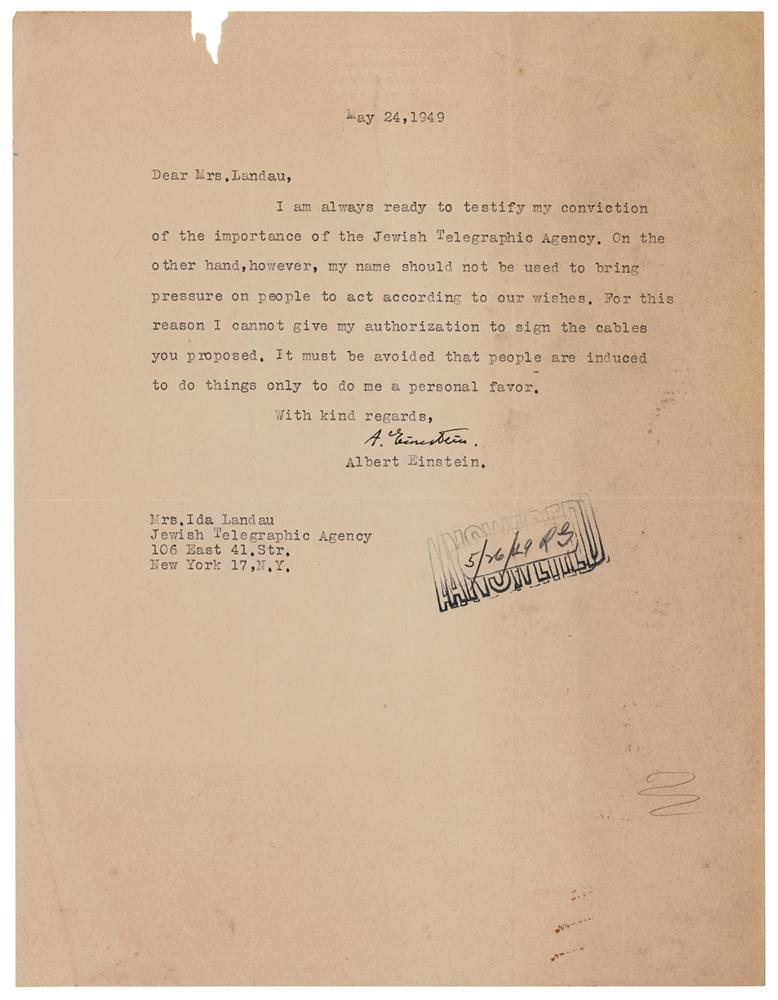 May 24,1949
Dear Mrs.Landau,
I am always ready to testify my conviction
of the importance of the Jewish Telegraphic Agency. On the
other hand,however, my name should not be used to bring
pressure on people to act according to our wishes. For this
reason I cannot give my authorization to sign the cables
you proposed. It must be avoided that people are induced
to do things only to do me a personal favor.
With kind regards,
A. Einstein.
Albert Einstein.
Mrs.Ida Landau
Jewish Telegraphic Agency
106 East 41.Str.
New York 17,N.Y.
ANSWERED
5/26/49 RG